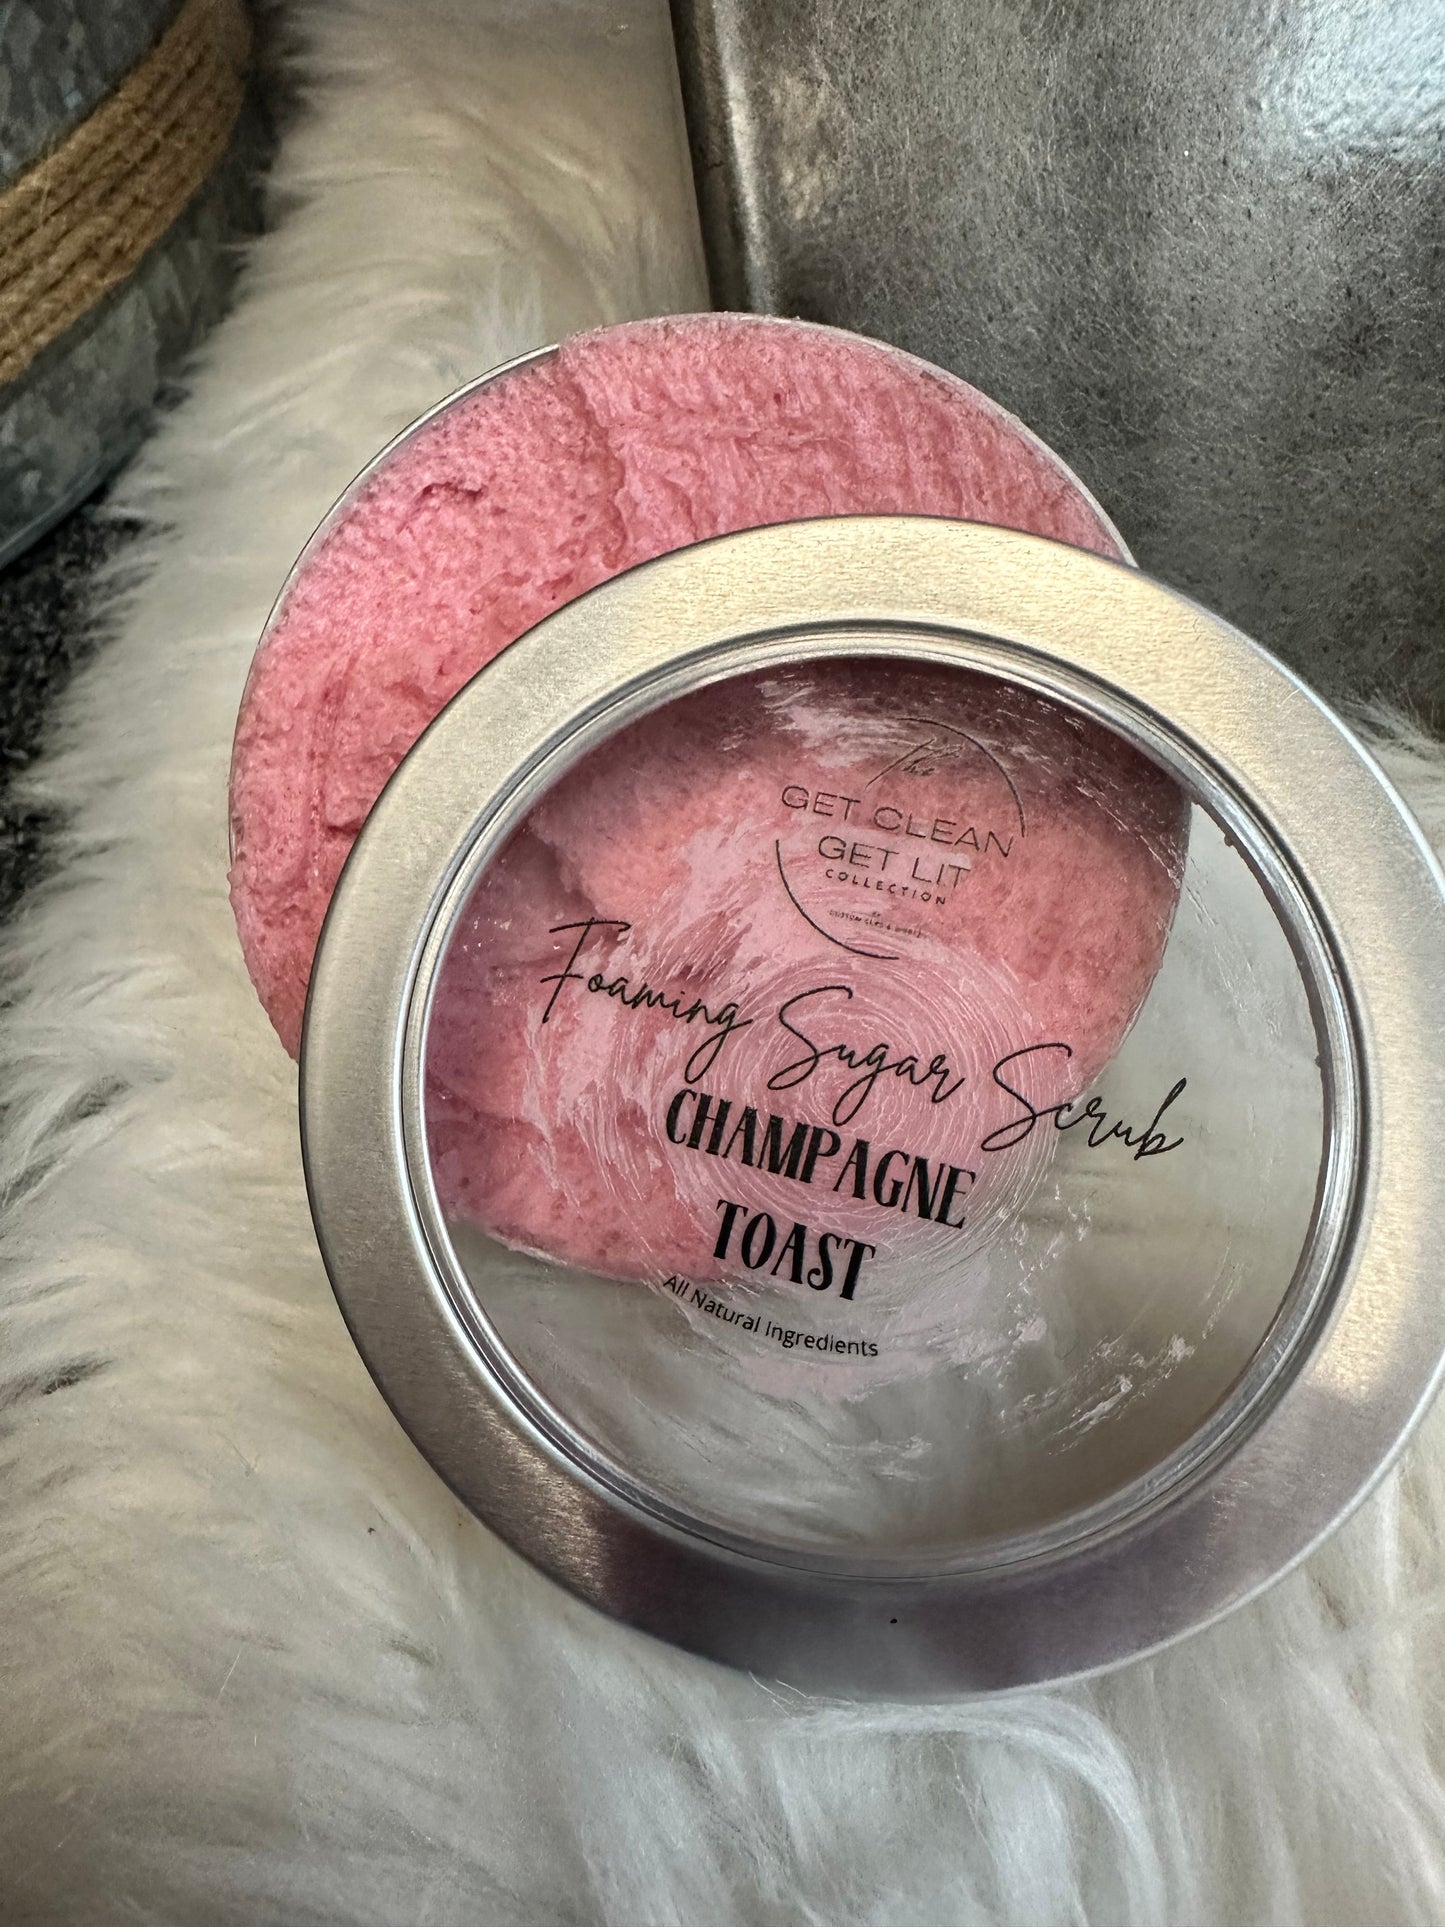 The
GET CLEAN
GET LIT
COLLECTION
Foaming Sugar Scrub
CHAMPAGNE
TOAST
All Natural Ingredients